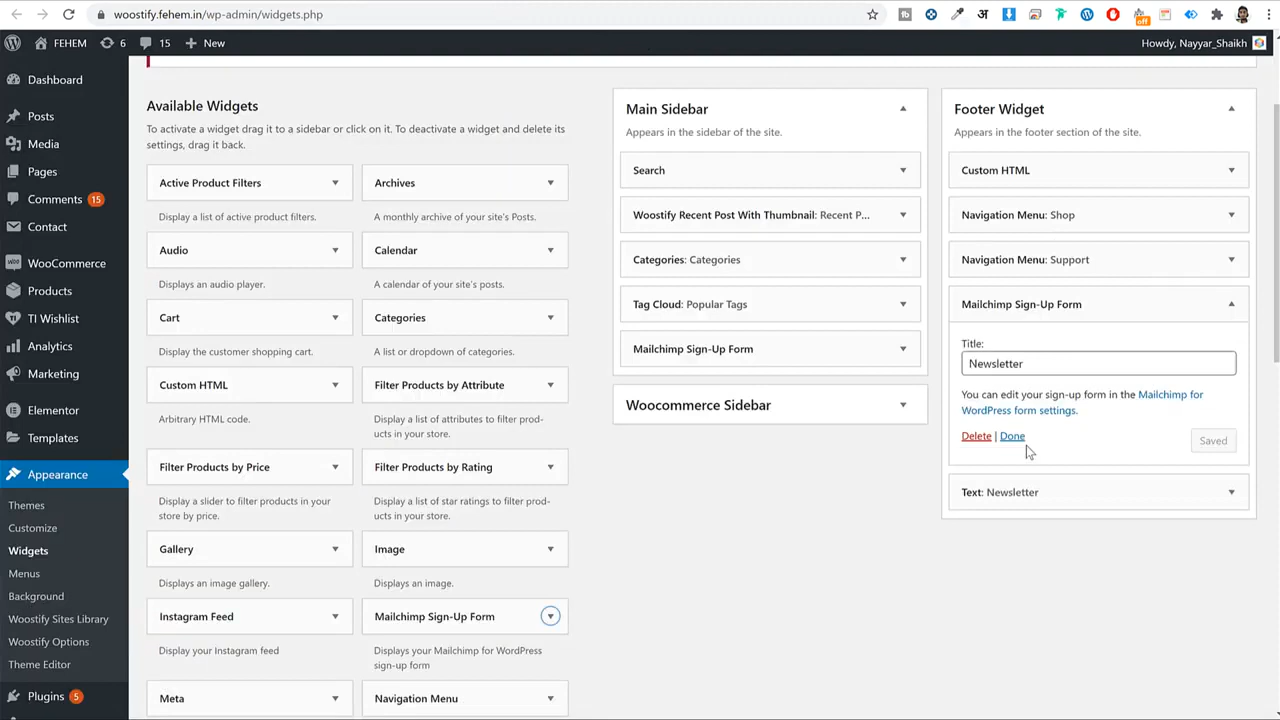 woostify.fehem.in/wp-admin/widgets.php
अ
off
FEHEM
6
15
New
Howdy, Nayyar_Shaikh
Dashboard
Posts
Media
Pages
Comments 15
Contact
WooCommerce
Products
TI Wishlist
Analytics
Marketing
Elementor
Templates
Appearance
Themes
Customize
Widgets
Menus
Background
Woostify Sites Library
Woostify Options
Theme Editor
Plugins 5
Available Widgets
To activate a widget drag it to a sidebar or click on it. To deactivate a widget and delete its
settings, drag it back.
Active Product Filters
Display a list of active product filters.
Archives
A monthly archive of your site's Posts.
Audio
Displays an audio player.
Calendar
A calendar of your site's posts.
Cart
Display the customer shopping cart.
Categories
A list or dropdown of categories.
Custom HTML
Arbitrary HTML code.
Filter Products by Attribute
Display a list of attributes to filter prod-
ucts in your store.
Filter Products by Price
Display a slider to filter products in your
store by price.
Filter Products by Rating
Display a list of star ratings to filter prod-
ucts in your store.
Gallery
Displays an image gallery.
Image
Displays an image.
Instagram Feed
Display your Instagram feed
Mailchimp Sign-Up Form
Displays your Mailchimp for WordPress
sign-up form
Meta
Navigation Menu
Main Sidebar
Appears in the sidebar of the site.
Search
Woostify Recent Post With Thumbnail: Recent P...
Categories: Categories
Tag Cloud: Popular Tags
Mailchimp Sign-Up Form
Woocommerce Sidebar
Footer Widget
Appears in the footer section of the site.
Custom HTML
Navigation Menu: Shop
Navigation Menu: Support
Mailchimp Sign-Up Form
Title:
Newsletter
You can edit your sign-up form in the Mailchimp for
WordPress form settings.
Delete | Done
Saved
Text: Newsletter